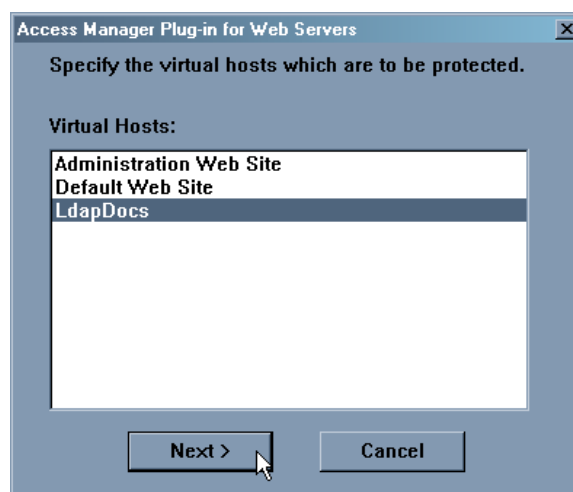 Access Manager Plug-in for Web Servers
Specify the virtual hosts which are to be protected.
Virtual Hosts:
Administration Web Site
Default Web Site
LdapDocs
Next >
Cancel